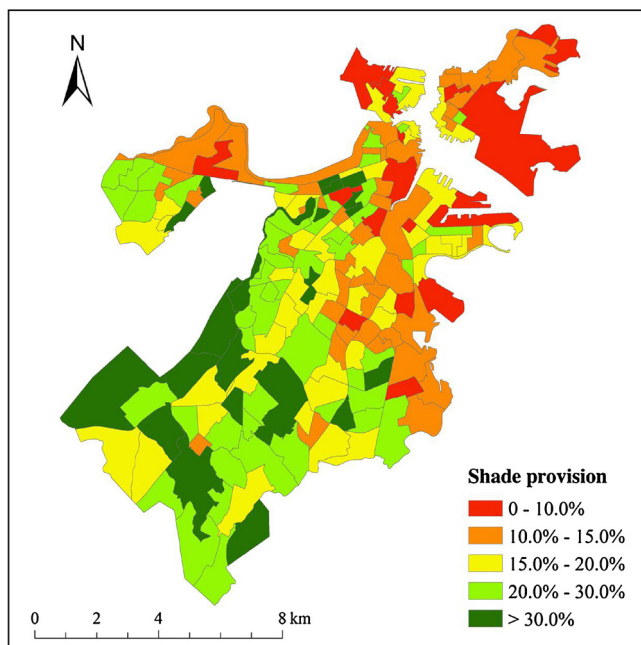 N
Shade provision
0 - 10.0%
10.0% - 15.0%
15.0% - 20.0%
20.0% - 30.0%
> 30.0%
0 2 4 8 km